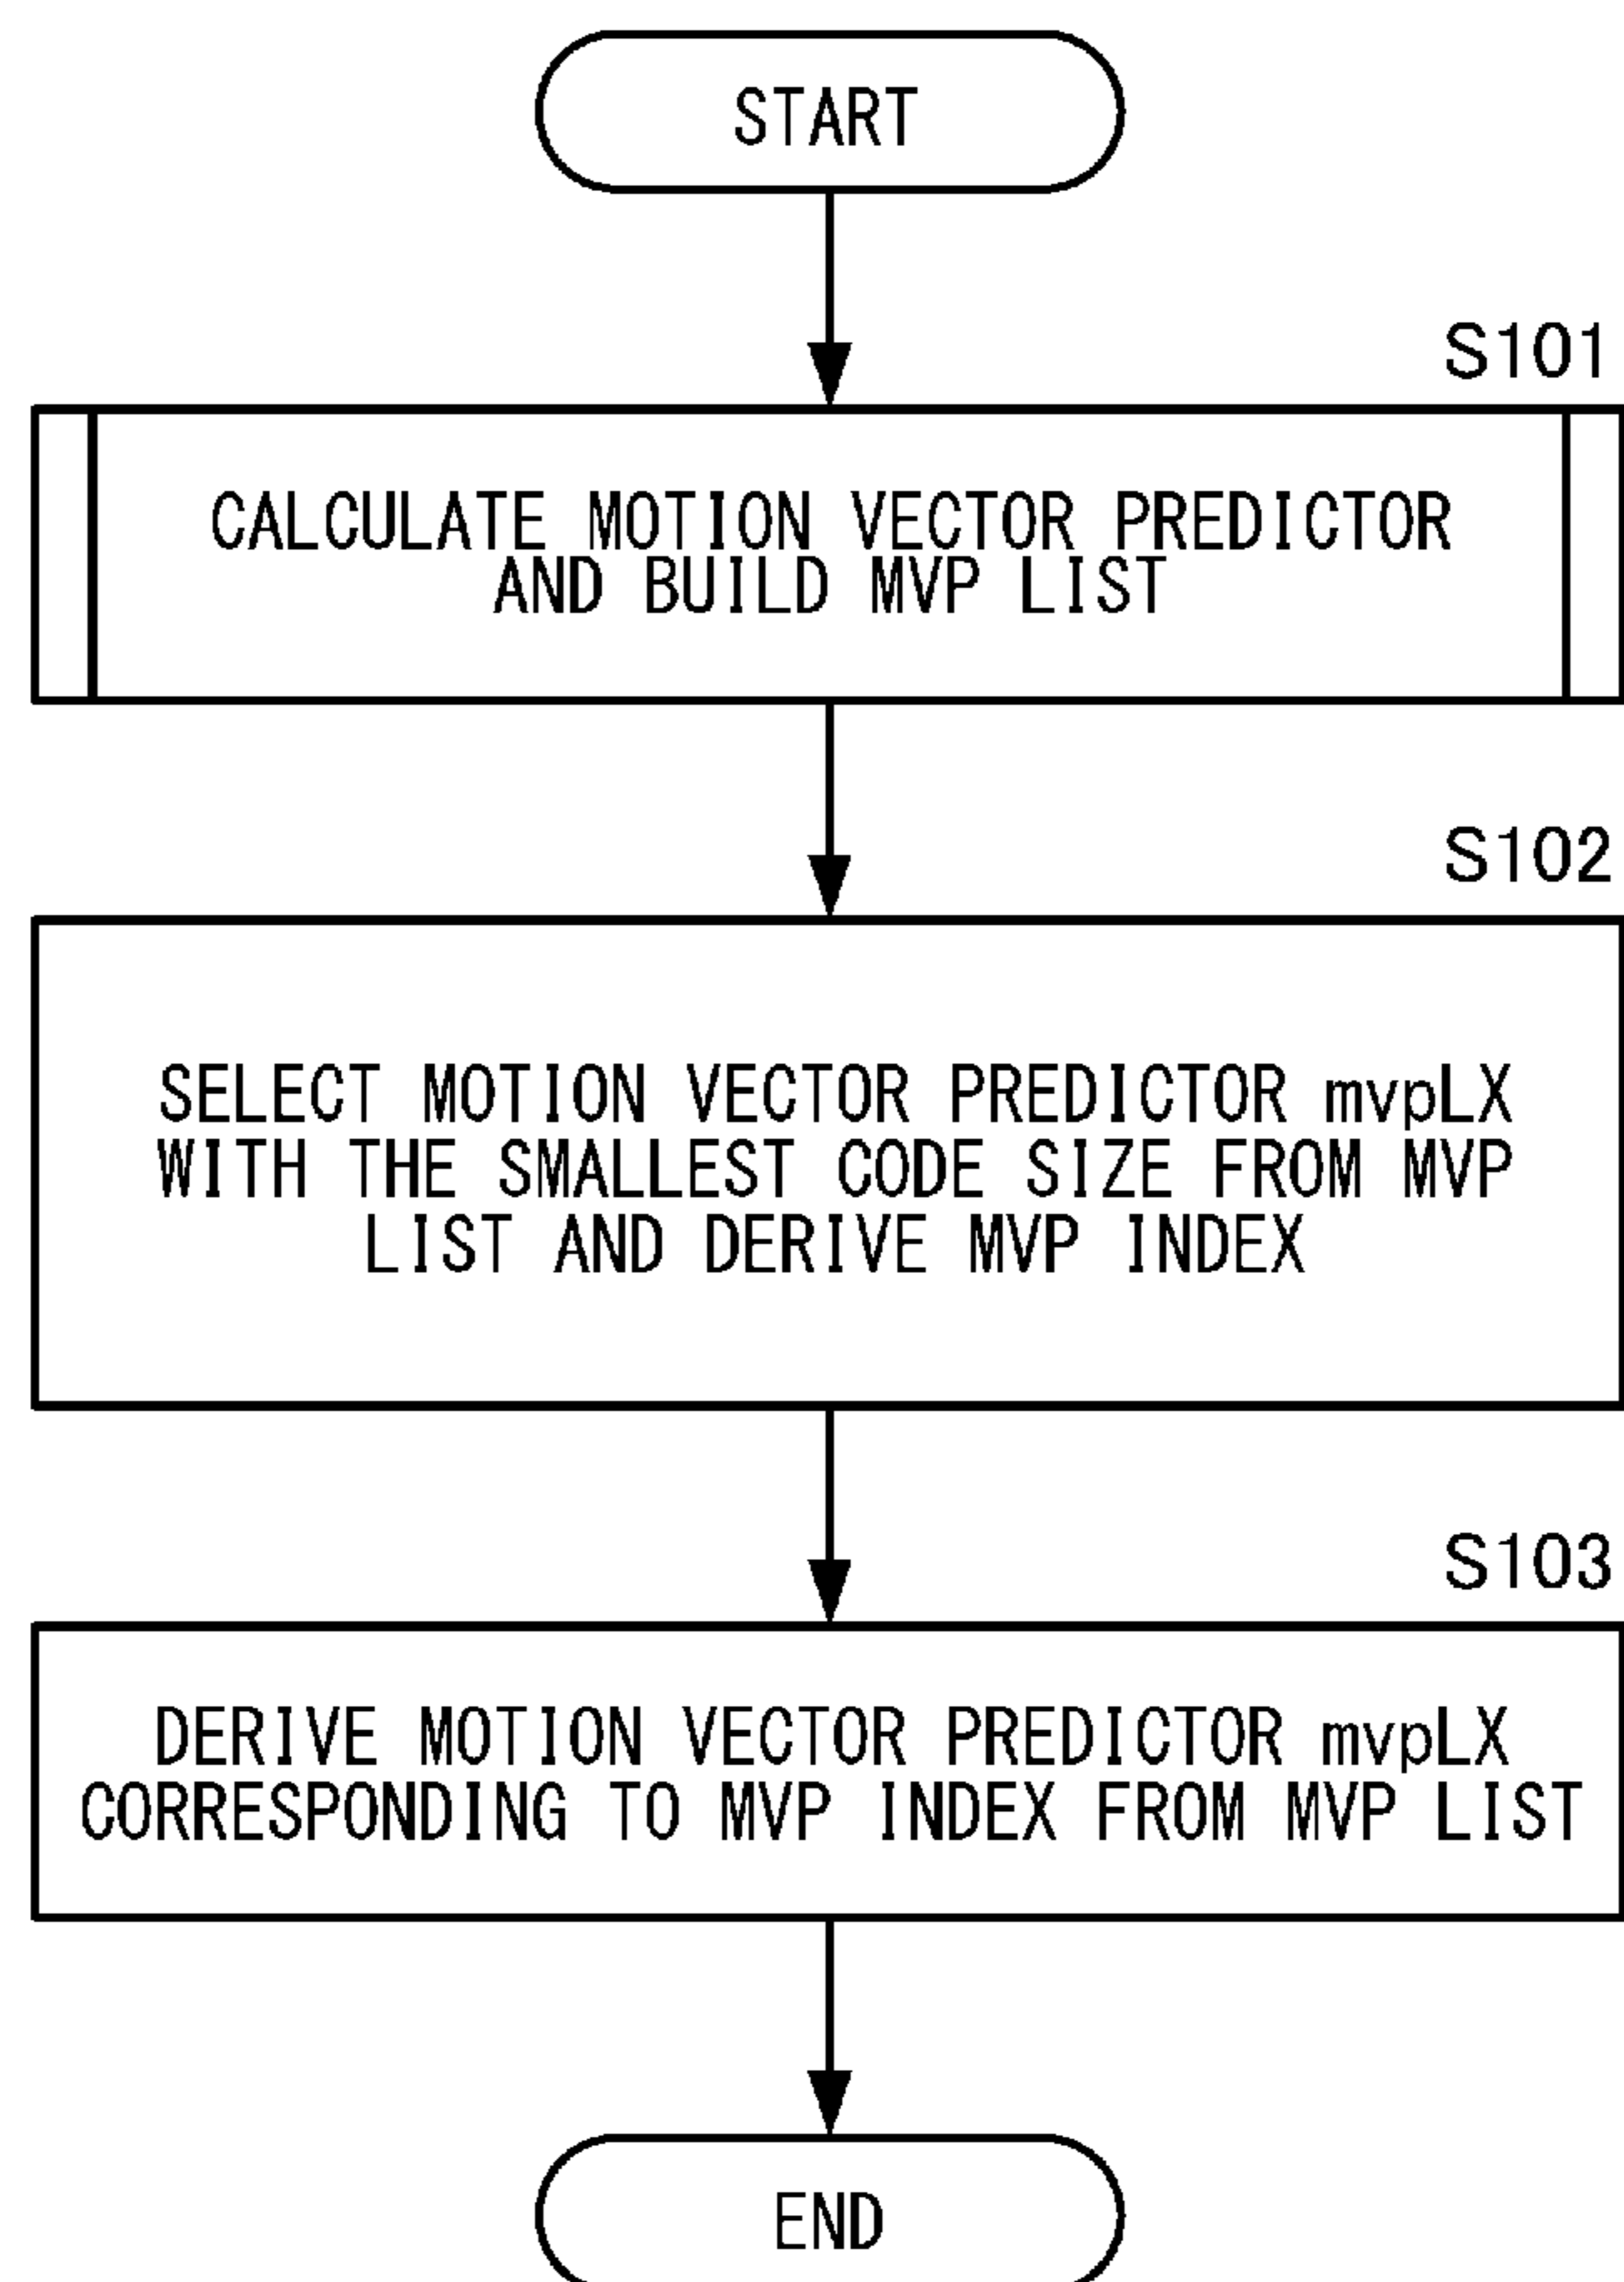 START
S101
CALCULATE MOTION VECTOR PREDICTOR
AND BUILD MVP LIST
S102
SELECT MOTION VECTOR PREDICTOR mvpLX
WITH THE SMALLEST CODE SIZE FROM MVP
LIST AND DERIVE MVP INDEX
S103
DERIVE MOTION VECTOR PREDICTOR mvpLX
CORRESPONDING TO MVP INDEX FROM MVP LIST
END